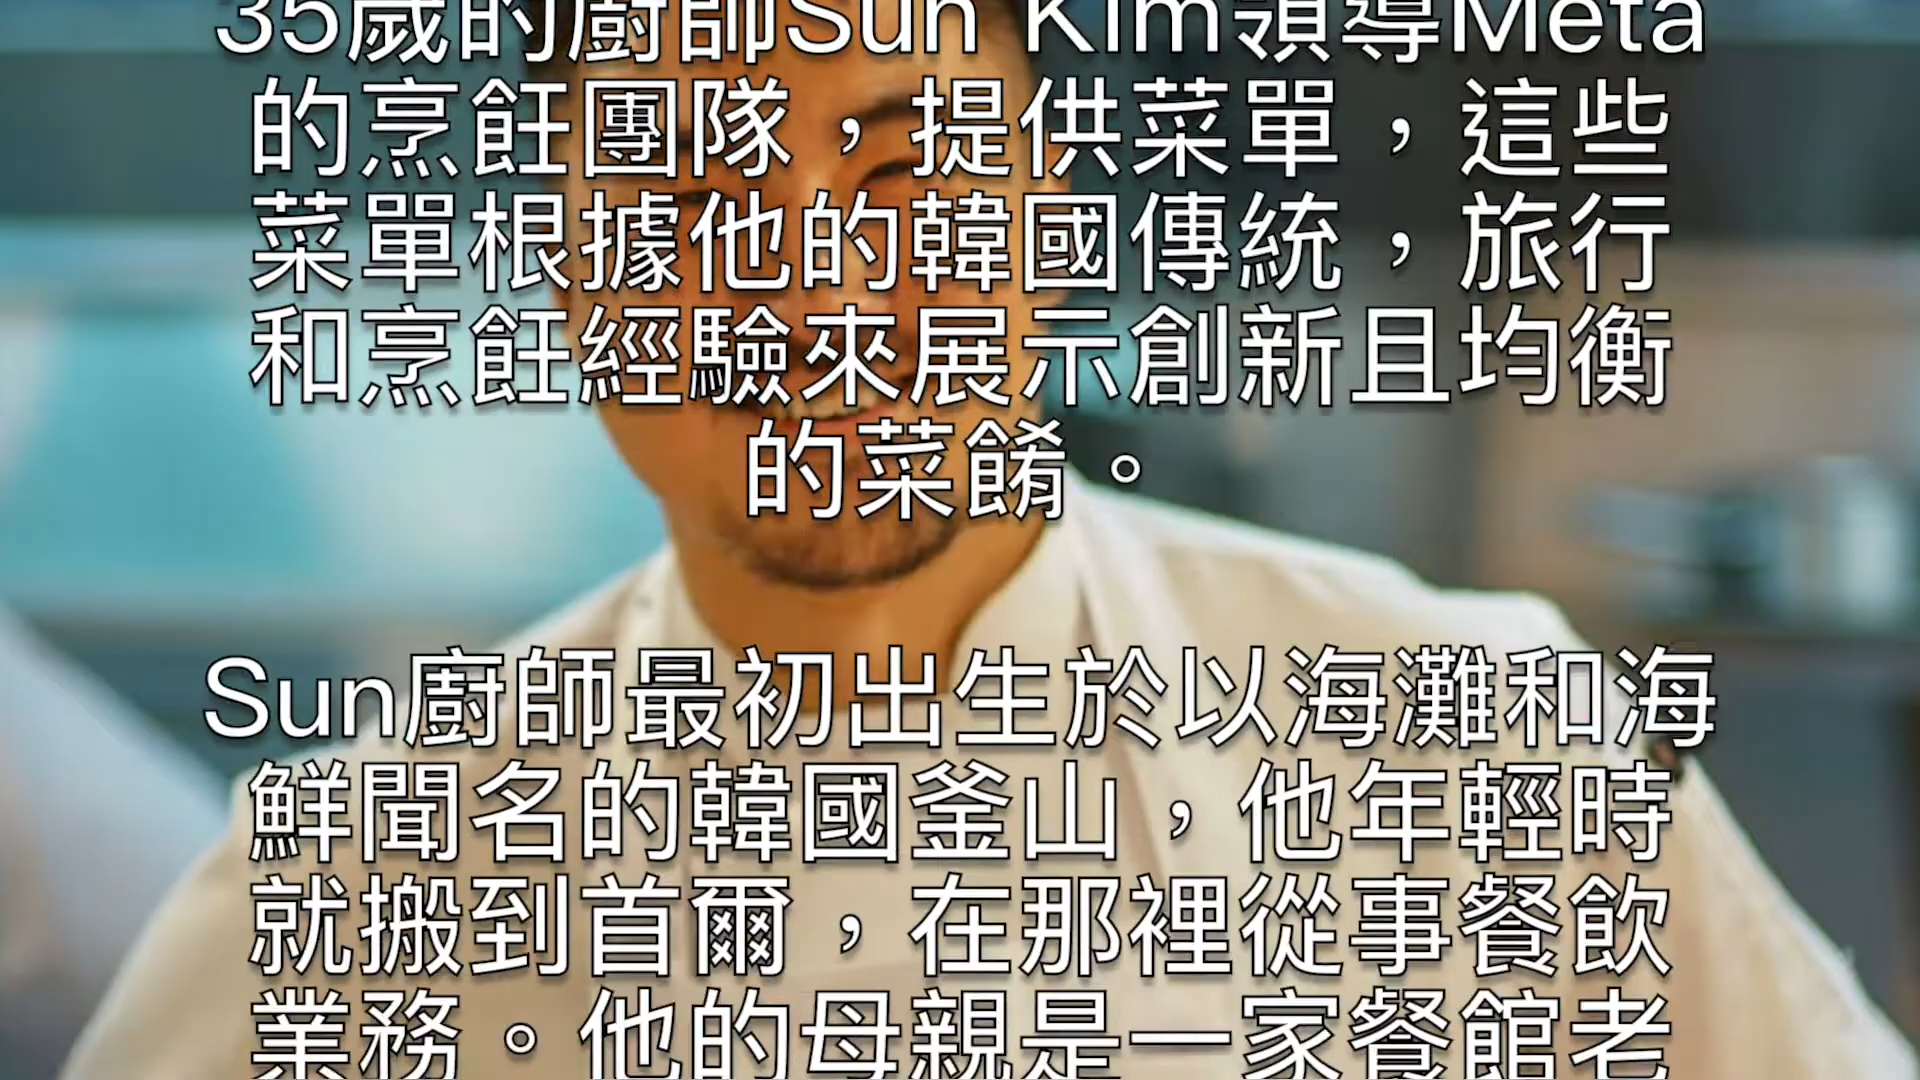 35歲的廚師Sun Kim領導Meta
的烹飪團隊，提供菜單，這些
菜單根據他的韓國傳統，旅行
和烹飪經驗來展示創新且均衡
的菜餚。
Sun廚師最初出生於以海灘和海
鮮聞名的韓國釜山，他年輕時
就搬到首爾，在那裡從事餐飲
業務。他的母親是一家餐館老